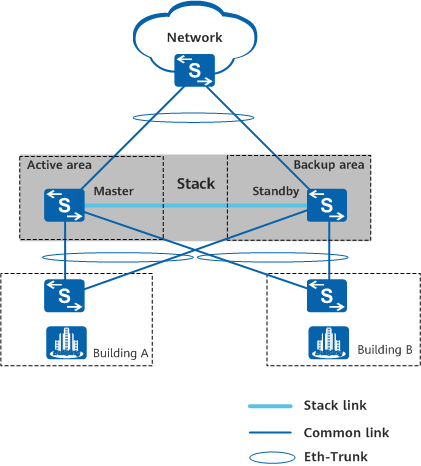 Network
S
Active area
Stack
Backup area
Master
Standby
S
S
S
S
Building A
Building B
Stack link
Common link
Eth-Trunk